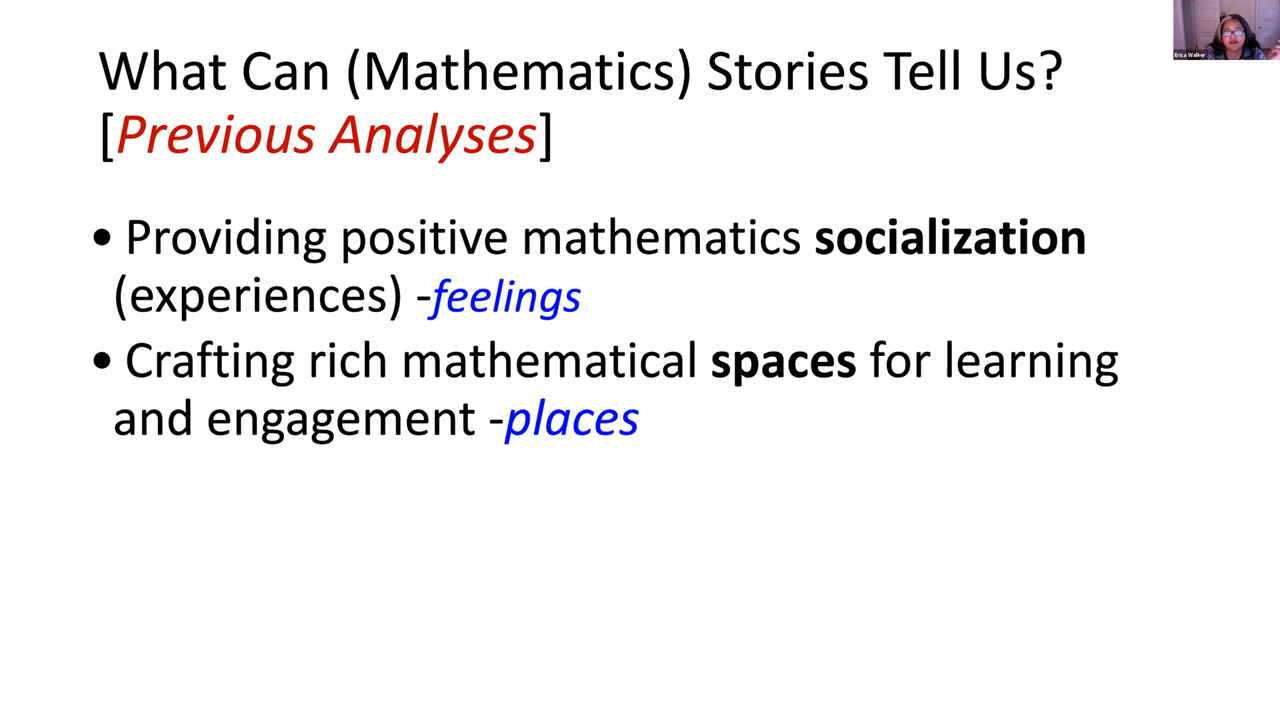 What Can (Mathematics) Stories Tell Us?
[Previous Analyses]
• Providing positive mathematics socialization
(experiences) -feelings
• Crafting rich mathematical spaces for learning
and engagement -places
Erica Walker